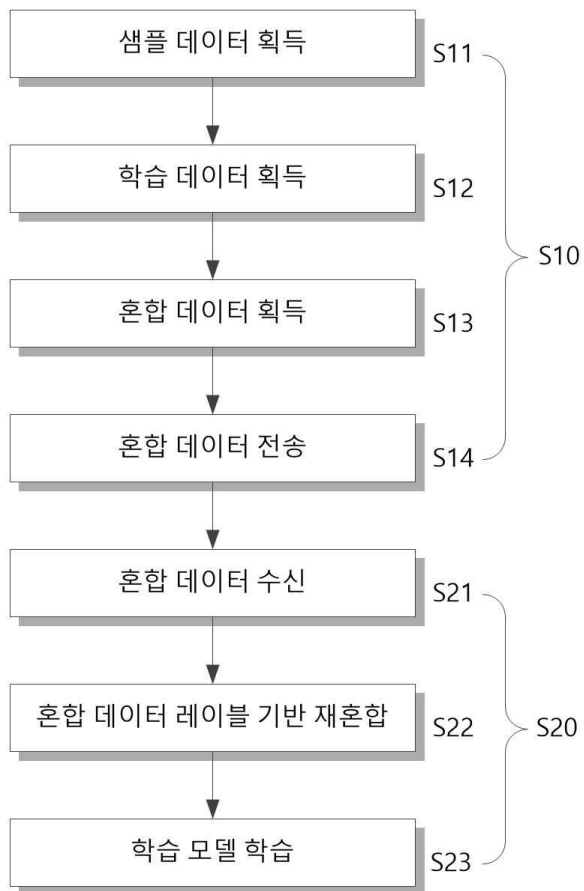 샘플 데이터 획득
S11
학습 데이터 획득
S12
S10
혼합 데이터 획득
S13
혼합 데이터 전송
S14
혼합 데이터 수신
S21
혼합 데이터 레이블 기반 재혼합
S22
S20
학습 모델 학습
S23